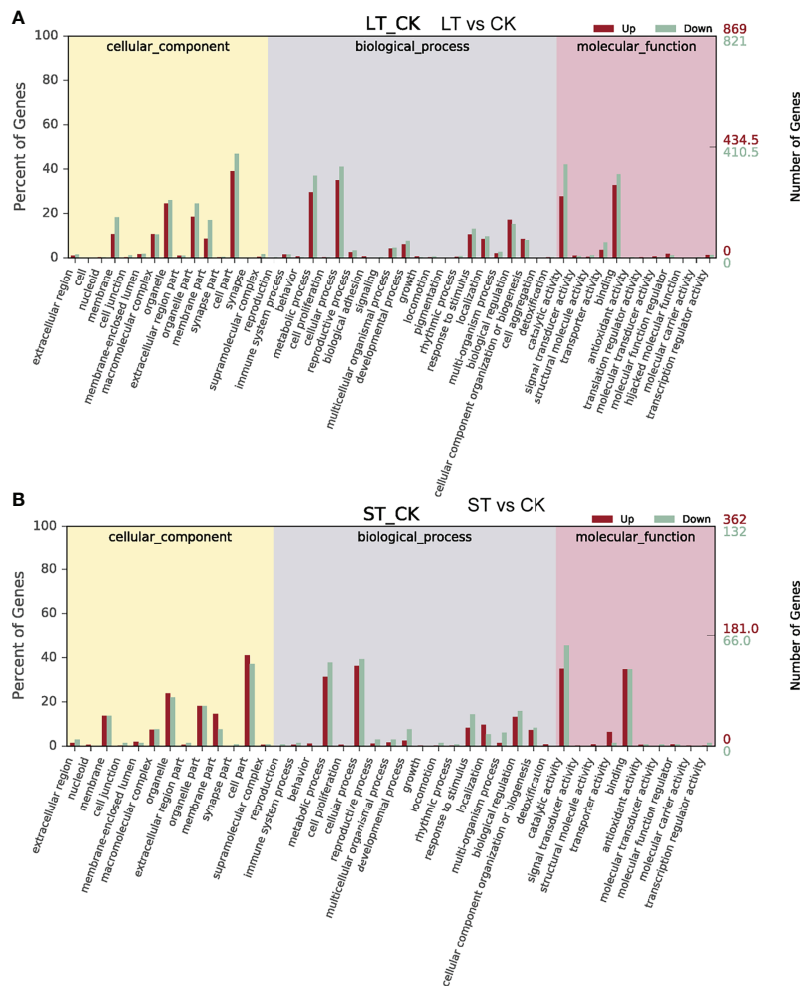 A
LT_CK LT vs CK
Up Down
869
821
cellular_component
biological_process
molecular_function
100
80
60
40
20
0
Percent of Genes
434.5
410.5
0
0
Number of Genes
extracellular region
cell
nucleoid
membrane
cell junction
membrane-enclosed lumen
macromolecular complex
organelle
extracellular region part
organelle part
membrane part
synapse part
cell part
synapse
supramolecular complex
reproduction
immune system process
behavior
metabolic process
cell proliferation
cellular process
reproductive process
biological adhesion
signaling
multicellular organismal process
developmental process
growth
locomotion
pigmentation
rhythmic process
response to stimulus
localization
multi-organism process
biological regulation
cellular component organization or biogenesis
cell aggregation
detoxification
catalytic activity
signal transducer activity
structural molecule activity
transporter activity
binding
antioxidant activity
translation regulator activity
molecular transducer activity
molecular function regulator
hijacked molecular function
molecular carrier activity
transcription regulator activity
B
ST_CK ST vs CK
Up Down
362
132
cellular_component
biological_process
molecular_function
100
80
60
40
20
0
Percent of Genes
181.0
66.0
0
0
Number of Genes
extracellular region
nucleoid
membrane
cell junction
membrane-enclosed lumen
macromolecular complex
organelle
extracellular region part
organelle part
membrane part
synapse part
cell part
supramolecular complex
reproduction
immune system process
behavior
metabolic process
cell proliferation
cellular process
reproductive process
multicellular organismal process
developmental process
growth
locomotion
rhythmic process
response to stimulus
localization
multi-organism process
biological regulation
cellular component organization or biogenesis
detoxification
catalytic activity
signal transducer activity
structural molecule activity
transporter activity
binding
antioxidant activity
molecular transducer activity
molecular function regulator
molecular carrier activity
transcription regulator activity